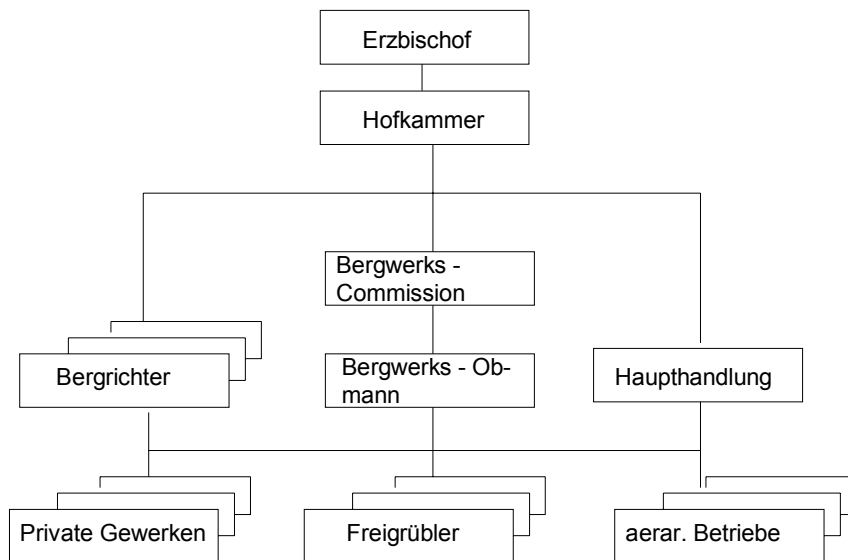 Erzbischof
Hofkammer
Bergwerks -
Commission
Bergrichter
Bergwerks - Ob-
mann
Haupthandlung
Private Gewerken
Freigrübler
aerar. Betriebe